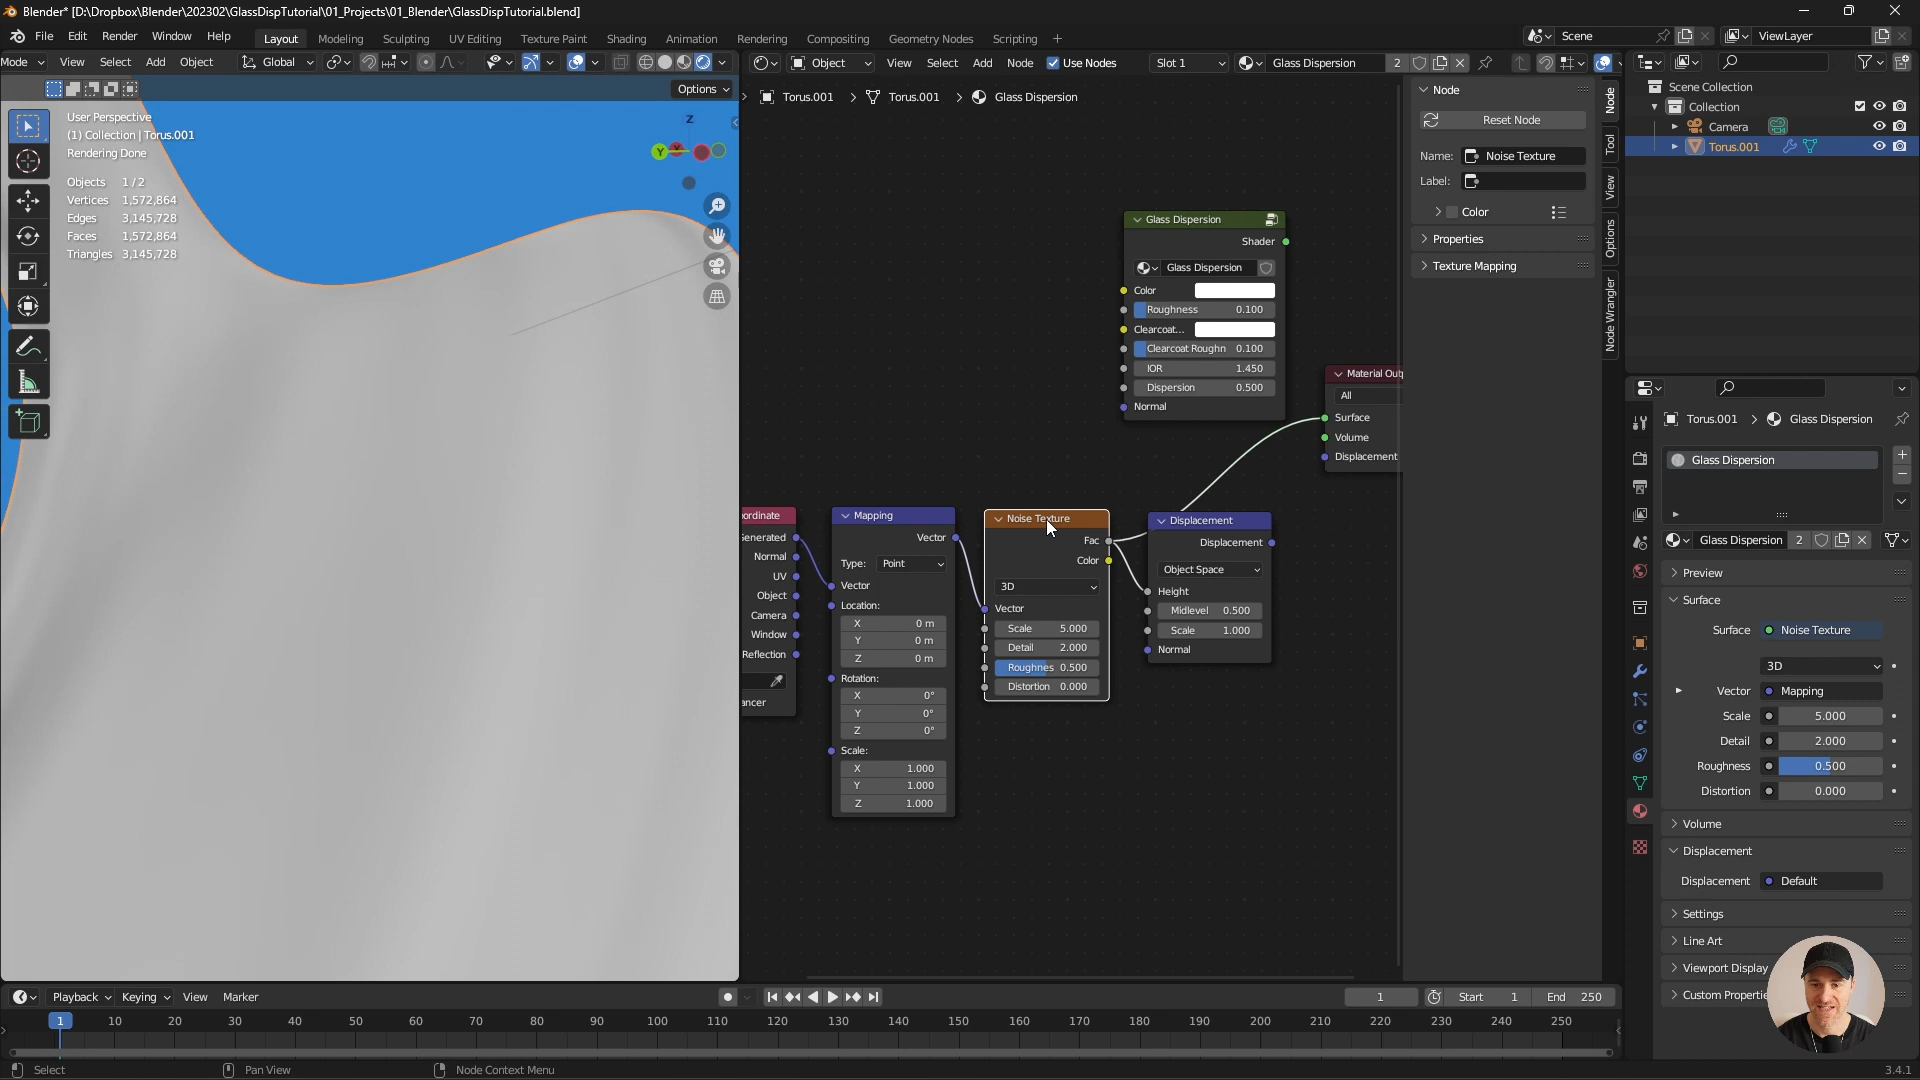 Blender* [D:\Dropbox\Blender\202302\GlassDispTutorial\01_Projects\01_Blender\GlassDispTutorial.blend]
File Edit Render Window Help
Layout Modeling Sculpting UV Editing Texture Paint Shading Animation Rendering Compositing Geometry Nodes Scripting +
Scene
ViewLayer
Mode View Select Add Object Global
Object View Select Add Node Use Nodes Slot 1 Glass Dispersion 2
Options
Torus.001 > Torus.001 > Glass Dispersion
User Perspective
(1) Collection | Torus.001
Rendering Done
Objects 1/2
Vertices 1,572,864
Edges 3,145,728
Faces 1,572,864
Triangles 3,145,728
Z
Y
X
Glass Dispersion
Shader
Glass Dispersion
Color
Roughness 0.100
Clearcoat...
Clearcoat Roughn 0.100
IOR 1.450
Dispersion 0.500
Normal
Material Outp
All
Surface
Volume
Displacement
ordinate
Generated
Normal
UV
Object
Camera
Window
Reflection
ancer
Mapping
Vector
Type: Point
Vector
Location:
X 0 m
Y 0 m
Z 0 m
Rotation:
X 0°
Y 0°
Z 0°
Scale:
X 1.000
Y 1.000
Z 1.000
Noise Texture
Fac
Color
3D
Vector
Scale 5.000
Detail 2.000
Roughnes 0.500
Distortion 0.000
Displacement
Displacement
Object Space
Height
Midlevel 0.500
Scale 1.000
Normal
Node
Reset Node
Name: Noise Texture
Label:
Color
Properties
Texture Mapping
Node
Tool
View
Options
Node Wrangler
Scene Collection
Collection
Camera
Torus.001
Torus.001 > Glass Dispersion
Glass Dispersion
Glass Dispersion 2
Preview
Surface
Surface Noise Texture
3D
Vector Mapping
Scale 5.000
Detail 2.000
Roughness 0.500
Distortion 0.000
Volume
Displacement
Displacement Default
Settings
Line Art
Viewport Display
Custom Propertie
Playback Keying View Marker
1 Start 1 End 250
1 10 20 30 40 50 60 70 80 90 100 110 120 130 140 150 160 170 180 190 200 210 220 230 240 250
Select Pan View Node Context Menu 3.4.1